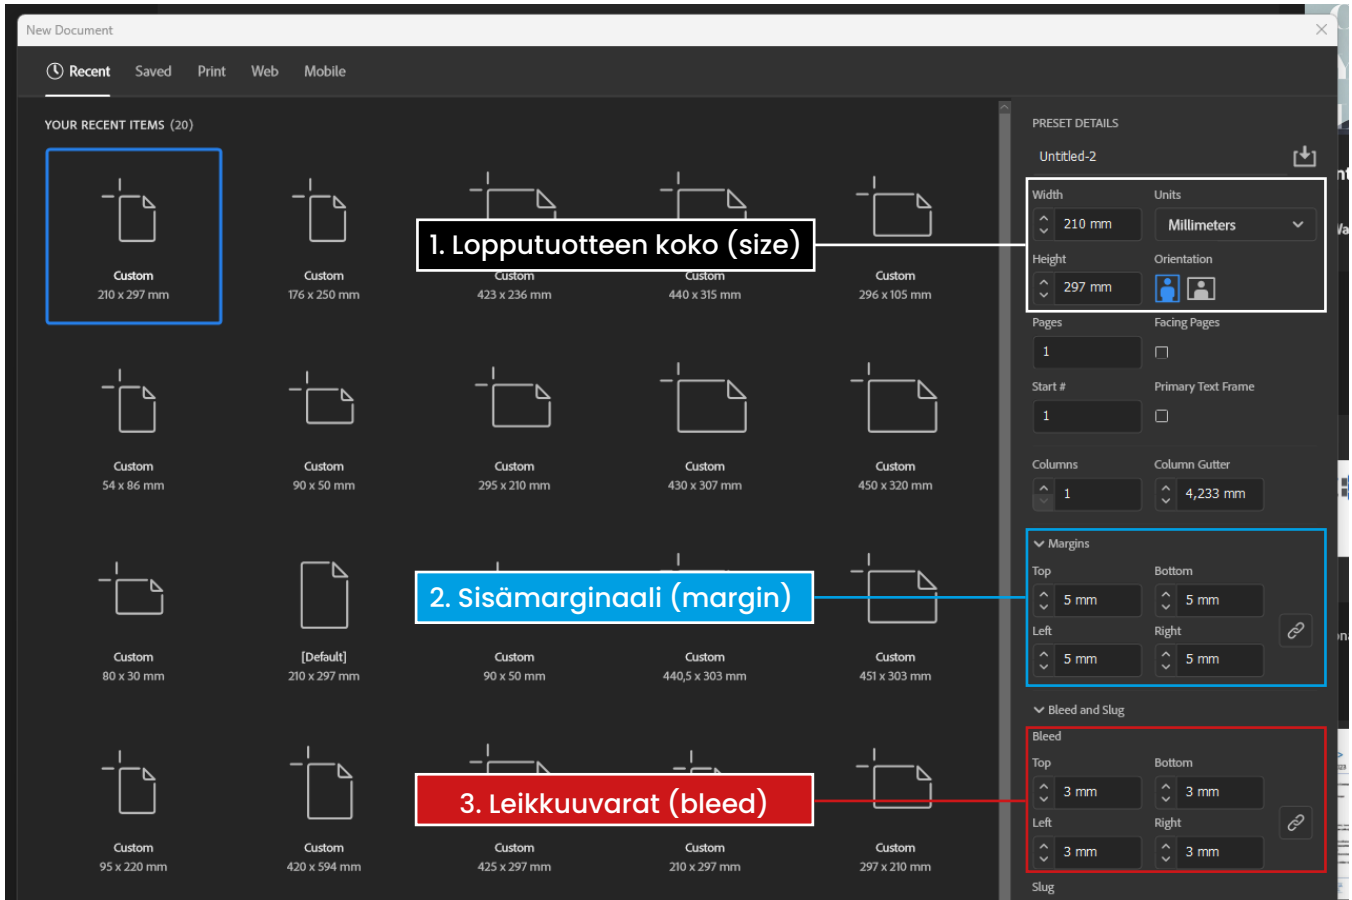 New Document
Recent Saved Print Web Mobile
YOUR RECENT ITEMS (20)
Custom
210 x 297 mm
Custom
176 x 250 mm
Custom
423 x 236 mm
Custom
440 x 315 mm
Custom
296 x 105 mm
Custom
54 x 86 mm
Custom
90 x 50 mm
Custom
295 x 210 mm
Custom
430 x 307 mm
Custom
450 x 320 mm
Custom
80 x 30 mm
[Default]
210 x 297 mm
Custom
90 x 50 mm
Custom
440,5 x 303 mm
Custom
451 x 303 mm
Custom
95 x 220 mm
Custom
420 x 594 mm
Custom
425 x 297 mm
Custom
210 x 297 mm
Custom
297 x 210 mm
1. Lopputuotteen koko (size)
2. Sisämarginaali (margin)
3. Leikkuuvarat (bleed)
PRESET DETAILS
Untitled-2
Width Units
210 mm Millimeters
Height Orientation
297 mm
Pages Facing Pages
1
Start # Primary Text Frame
1
Columns Column Gutter
1 4,233 mm
Margins
Top Bottom
5 mm 5 mm
Left Right
5 mm 5 mm
Bleed and Slug
Bleed
Top Bottom
3 mm 3 mm
Left Right
3 mm 3 mm
Slug